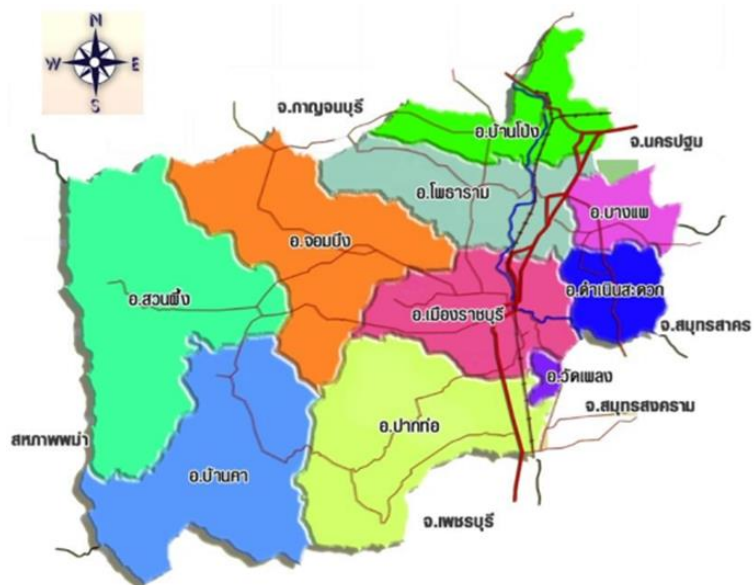 N
W E
S
จ.กาญจนบุรี
อ.บ้านโป่ง
จ.นครปฐม
อ.โพธาราม
อ.บางแพ
อ.จอมบึง
อ.สวนผึ้ง
อ.ดำเนินสะดวก
อ.เมืองราชบุรี
จ.สมุทรสาคร
อ.วัดเพลง
จ.สมุทรสงคราม
อ.ปากท่อ
สหภาพพม่า
อ.บ้านคา
จ.เพชรบุรี